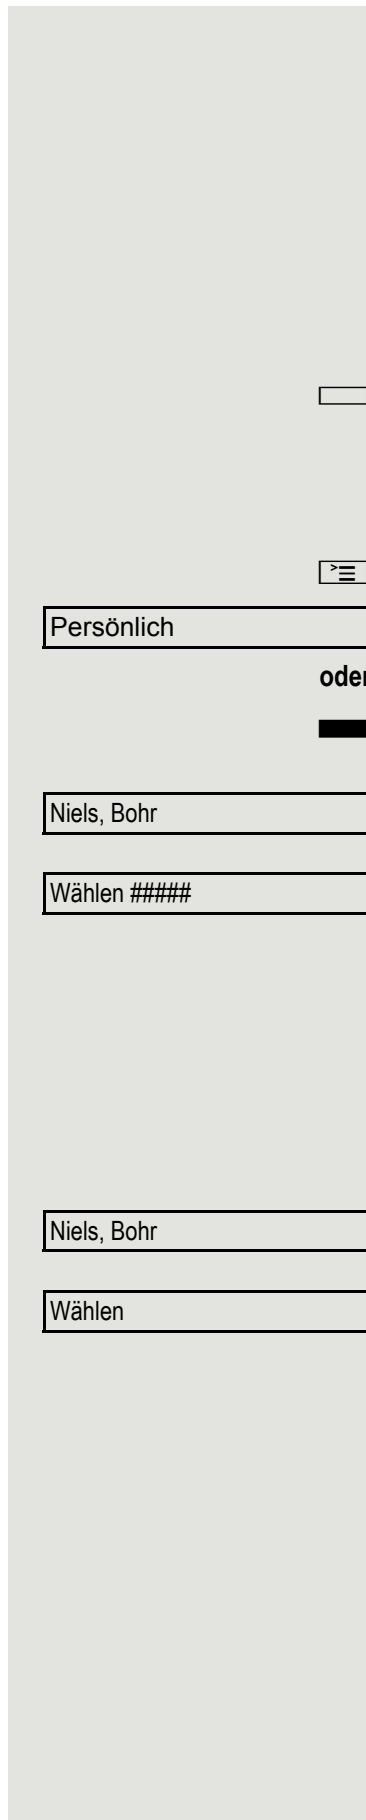 Persönlich
oder
Niels, Bohr
Wählen #####
Niels, Bohr
Wählen